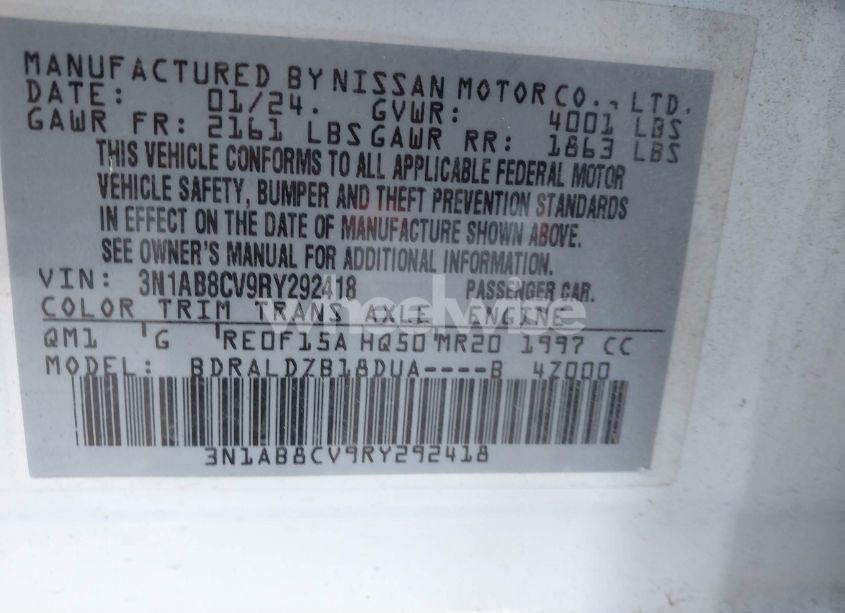 MANUFACTURED BY NISSAN MOTOR CO., LTD.
DATE: 01/24. GVWR: 4001 LBS
GAWR FR: 2161 LBS GAWR RR: 1863 LBS
THIS VEHICLE CONFORMS TO ALL APPLICABLE FEDERAL MOTOR
VEHICLE SAFETY, BUMPER AND THEFT PREVENTION STANDARDS
IN EFFECT ON THE DATE OF MANUFACTURE SHOWN ABOVE.
SEE OWNER'S MANUAL FOR ADDITIONAL INFORMATION.
VIN: 3N1AB8CV9RY292418 PASSENGER CAR.
COLOR TRIM TRANS AXLE ENGINE
wheelwise
QM1 G RE0F15A HQ50 MR20 1997 CC
MODEL: BDRALDZB18DUA----B 4Z000
3N1AB8CV9RY292418